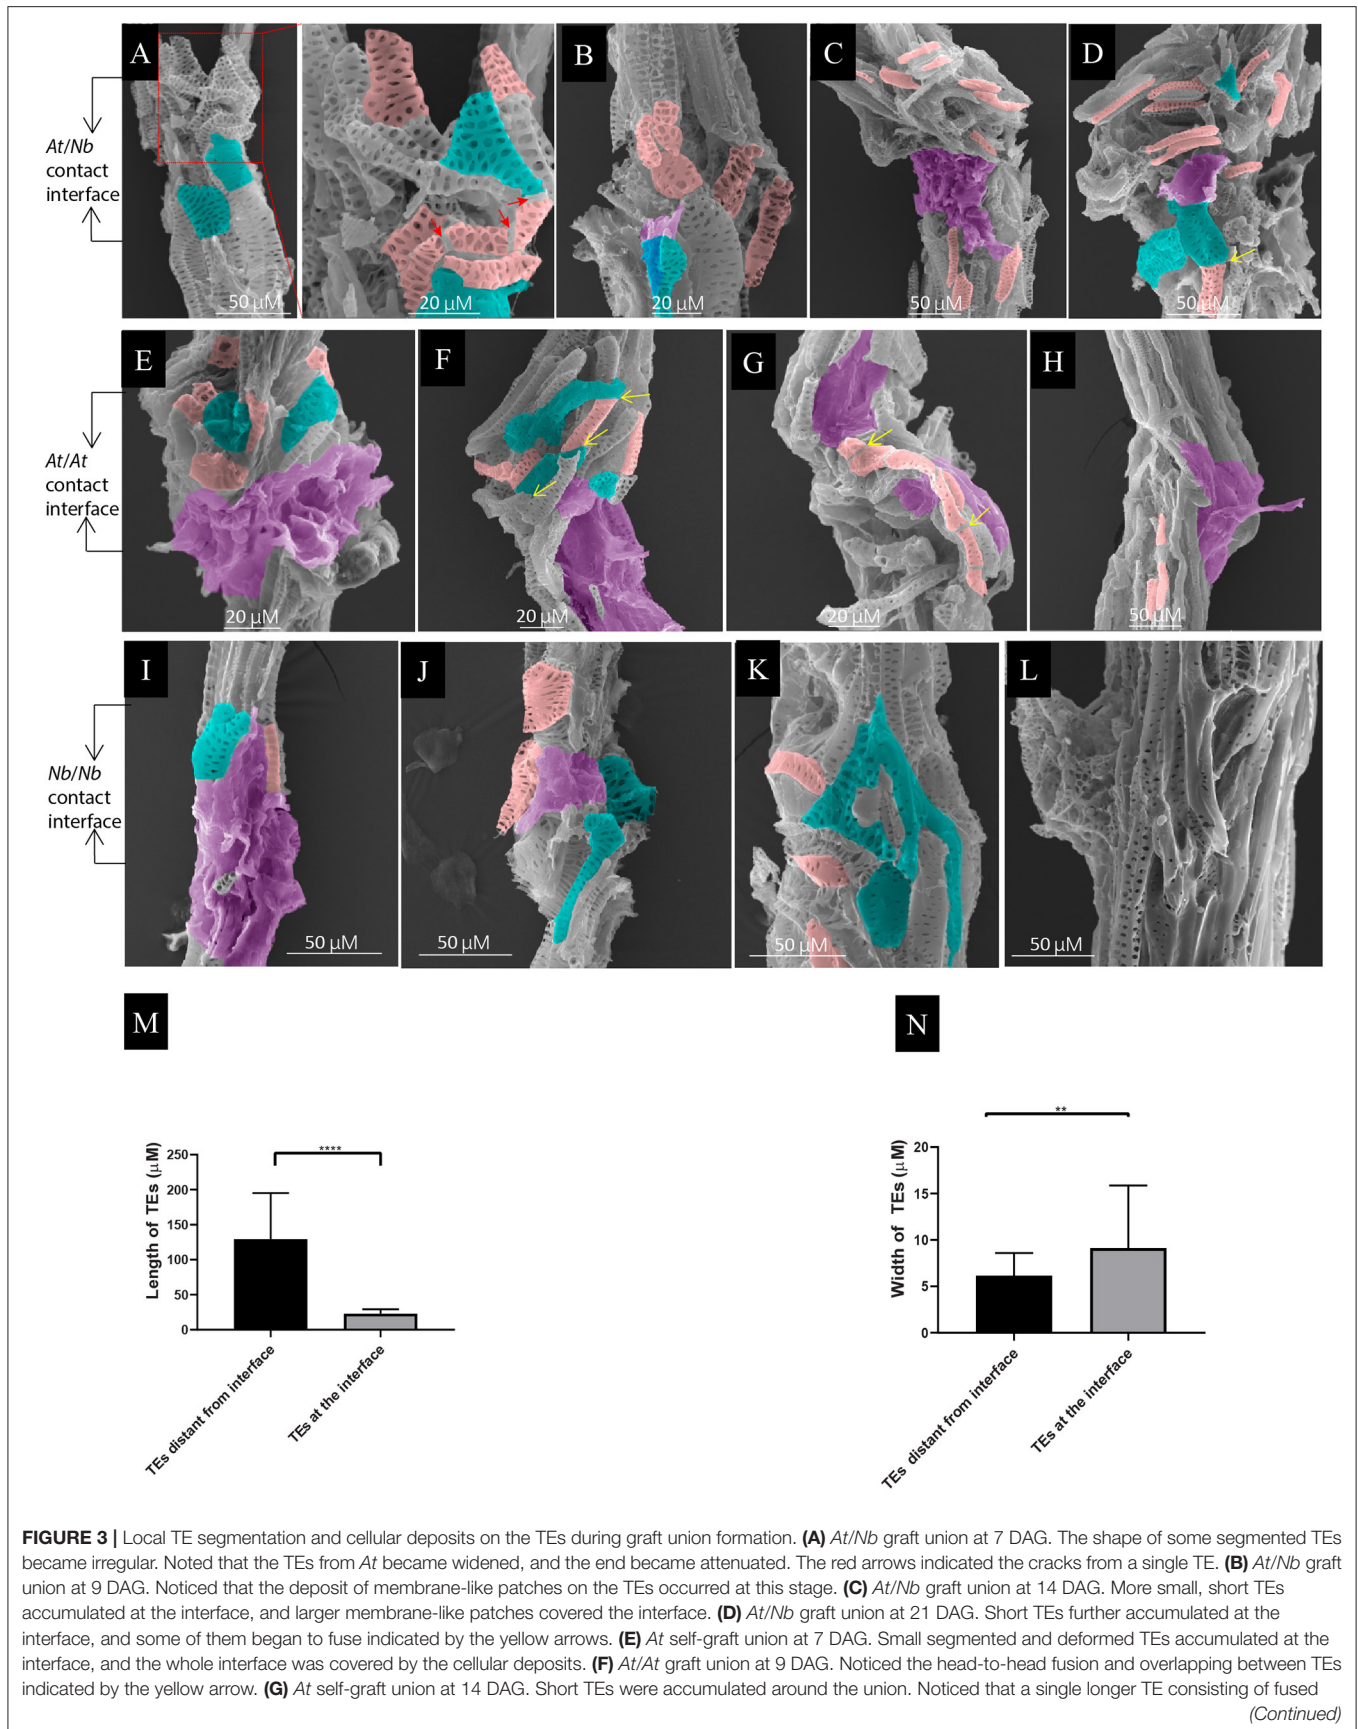 A
B
C
D
At/Nb
contact
interface
50 μM
20 μM
20 μM
50 μM
50 μM
E
F
G
H
At/At
contact
interface
20 μM
20 μM
20 μM
50 μM
I
J
K
L
Nb/Nb
contact
interface
50 μM
50 μM
50 μM
50 μM
M
N
Length of TEs (μM)
250
200
150
100
50
0
****
TEs distant from interface
TEs at the interface
Width of TEs (μM)
20
15
10
5
0
**
TEs distant from interface
TEs at the interface
FIGURE 3 | Local TE segmentation and cellular deposits on the TEs during graft union formation. (A) At/Nb graft union at 7 DAG. The shape of some segmented TEs
became irregular. Noted that the TEs from At became widened, and the end became attenuated. The red arrows indicated the cracks from a single TE. (B) At/Nb graft
union at 9 DAG. Noticed that the deposit of membrane-like patches on the TEs occurred at this stage. (C) At/Nb graft union at 14 DAG. More small, short TEs
accumulated at the interface, and larger membrane-like patches covered the interface. (D) At/Nb graft union at 21 DAG. Short TEs further accumulated at the
interface, and some of them began to fuse indicated by the yellow arrows. (E) At self-graft union at 7 DAG. Small segmented and deformed TEs accumulated at the
interface, and the whole interface was covered by the cellular deposits. (F) At/At graft union at 9 DAG. Noticed the head-to-head fusion and overlapping between TEs
indicated by the yellow arrow. (G) At self-graft union at 14 DAG. Short TEs were accumulated around the union. Noticed that a single longer TE consisting of fused
(Continued)